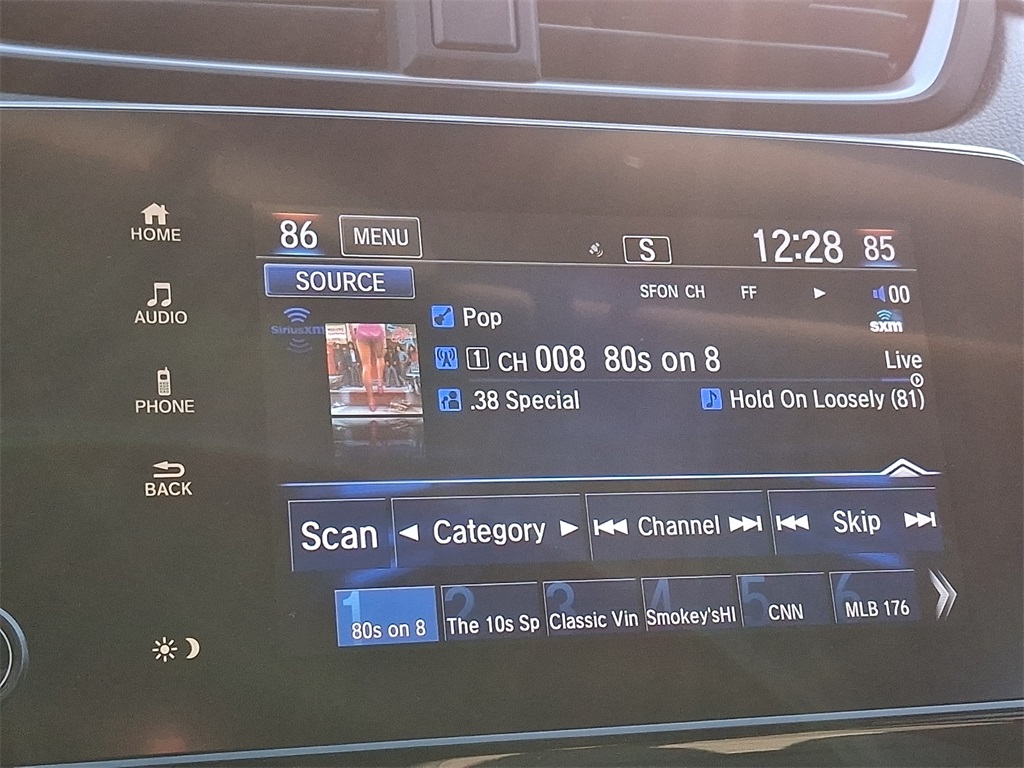 HOME
AUDIO
PHONE
BACK
86 MENU S 12:28 85
SOURCE
SFON CH FF 00
SiriusXM
sxm
Pop
1 CH 008 80s on 8 Live
.38 Special Hold On Loosely (81)
Scan Category Channel Skip
1 2 3 4 5 6
80s on 8 The 10s Sp Classic Vin Smokey'sHl CNN MLB 176